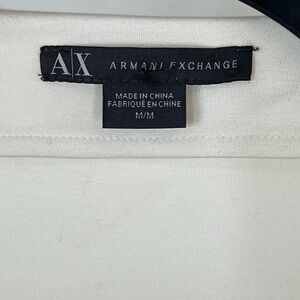 A|X ARMANI EXCHANGE
MADE IN CHINA
FABRIQUÉ EN CHINE
M/M